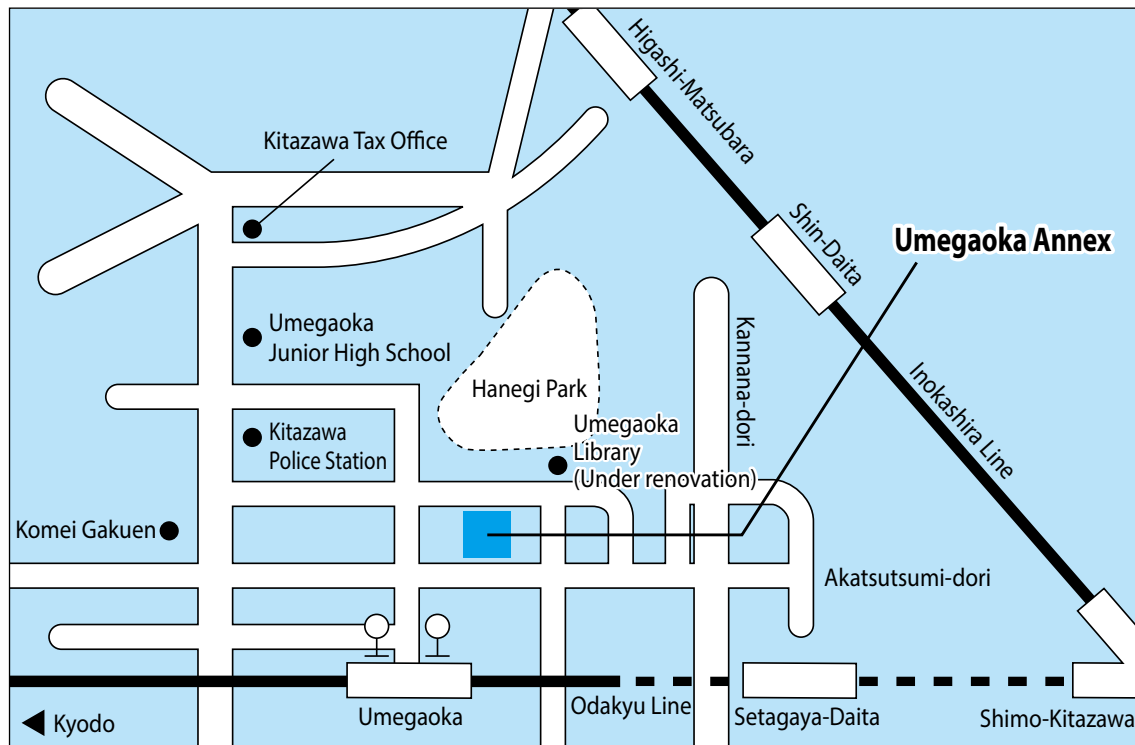 Higashi-Matsubara
Kitazawa Tax Office
Shin-Daita
Umegaoka Annex
Umegaoka
Junior High School
Kannana-dori
Hanegi Park
Inokashira Line
Umegaoka
Library
(Under renovation)
Kitazawa
Police Station
Komei Gakuen
Akatsutsumi-dori
Odakyu Line
Kyodo
Umegaoka
Setagaya-Daita
Shimo-Kitazawa